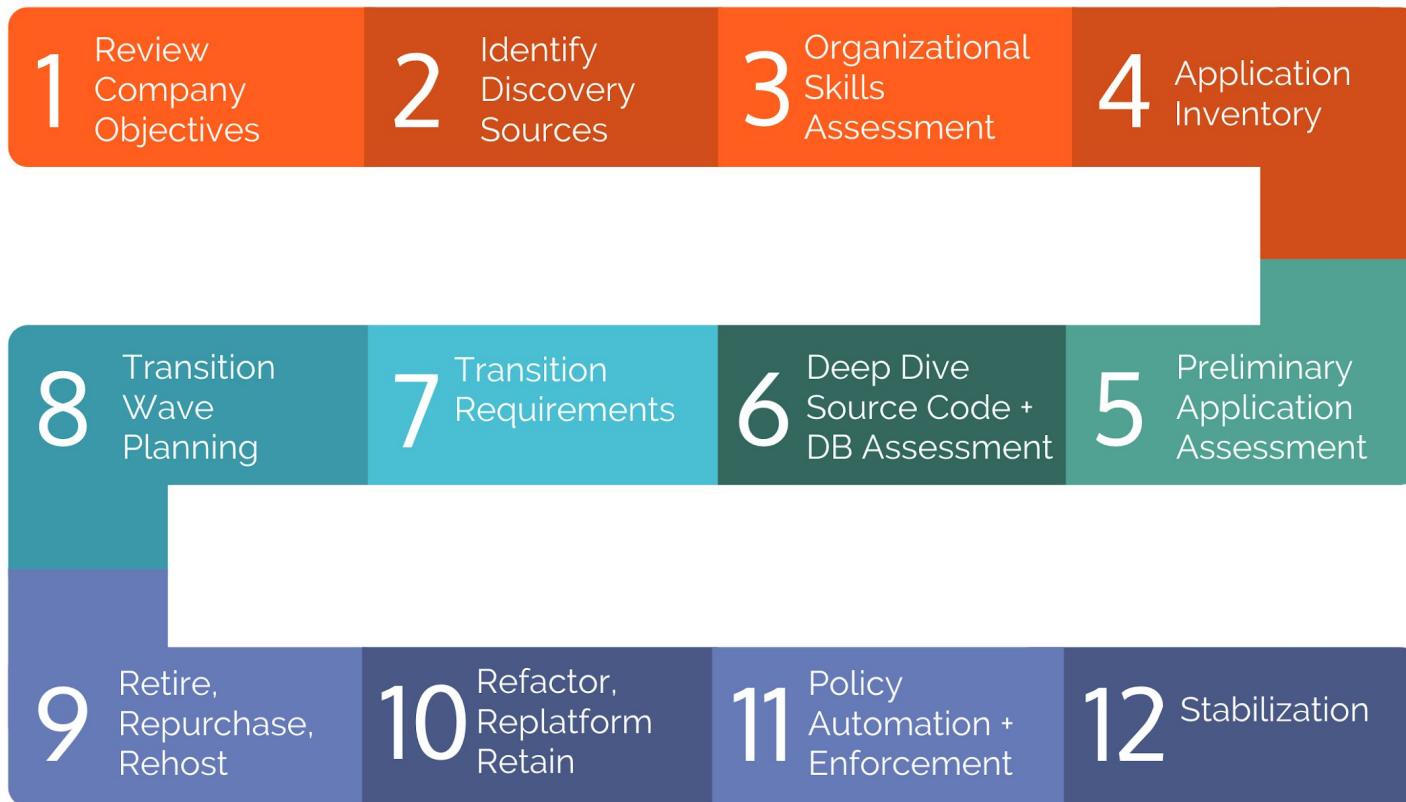 1
Review
Company
Objectives
2
Identify
Discovery
Sources
3
Organizational
Skills
Assessment
4
Application
Inventory
5
Preliminary
Application
Assessment
6
Deep Dive
Source Code +
DB Assessment
7
Transition
Requirements
8
Transition
Wave
Planning
9
Retire,
Repurchase,
Rehost
10
Refactor,
Replatform
Retain
11
Policy
Automation +
Enforcement
12
Stabilization